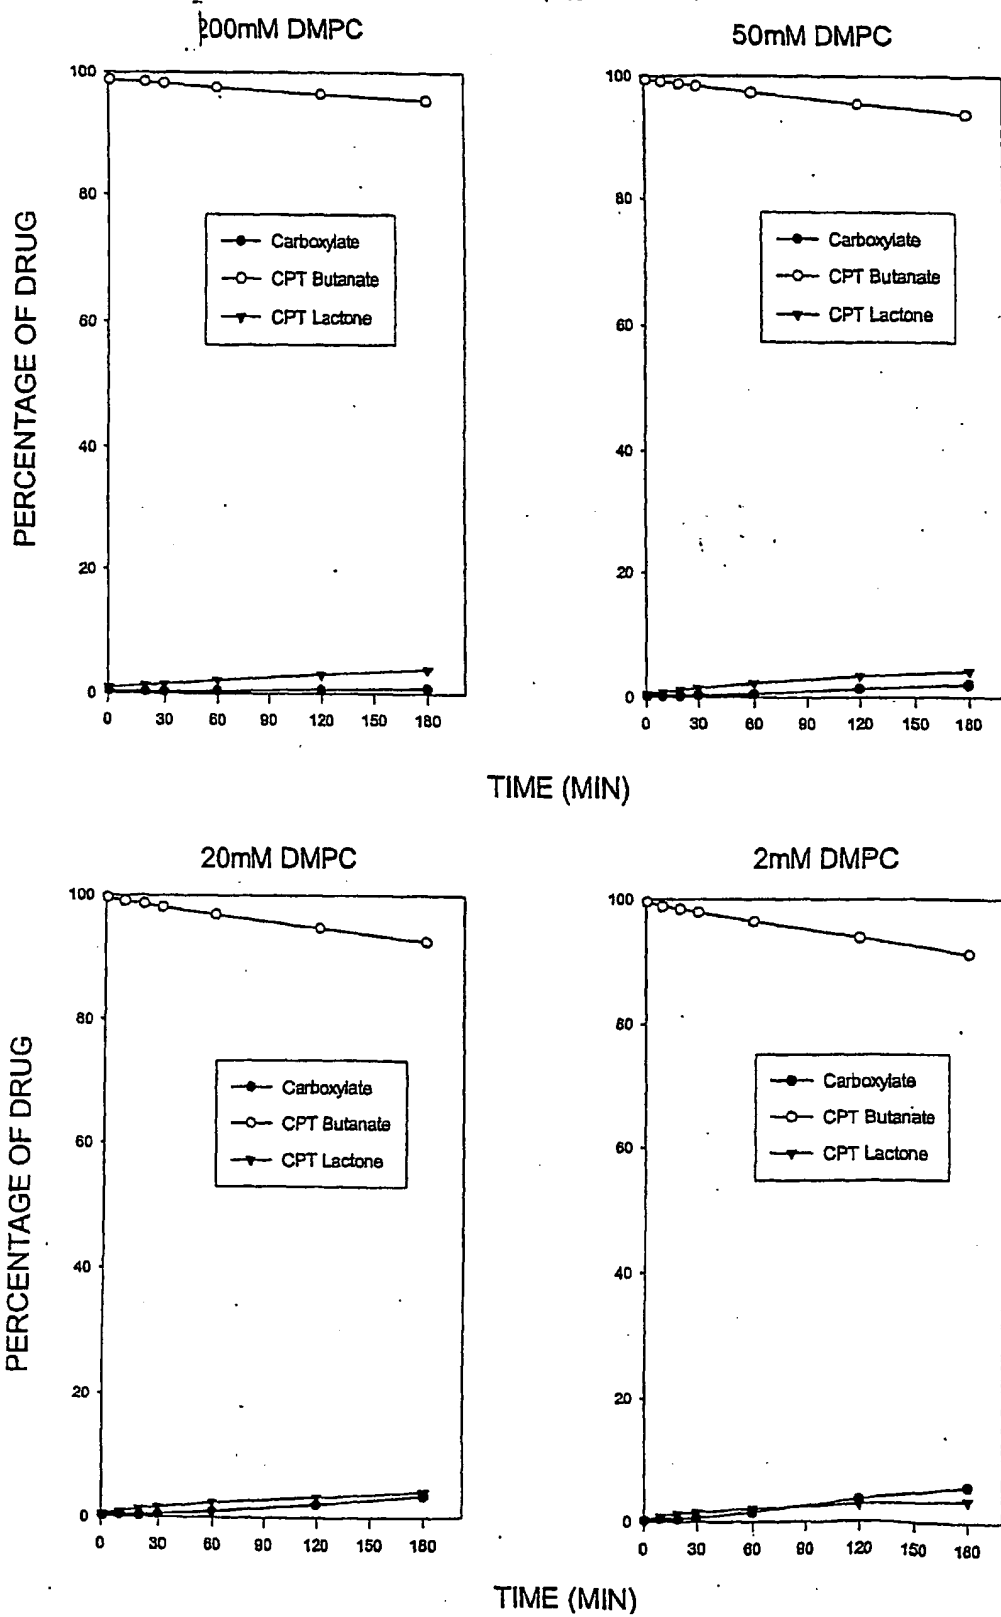 200mM DMPC
50mM DMPC
PERCENTAGE OF DRUG
100
80
60
40
20
0
Carboxylate
CPT Butanate
CPT Lactone
0 30 60 90 120 150 180
100
80
60
40
20
0
Carboxylate
CPT Butanate
CPT Lactone
0 30 60 90 120 150 180
TIME (MIN)
20mM DMPC
2mM DMPC
PERCENTAGE OF DRUG
100
80
60
40
20
0
Carboxylate
CPT Butanate
CPT Lactone
0 30 60 90 120 150 180
100
80
60
40
20
0
Carboxylate
CPT Butanate
CPT Lactone
0 30 60 90 120 150 180
TIME (MIN)